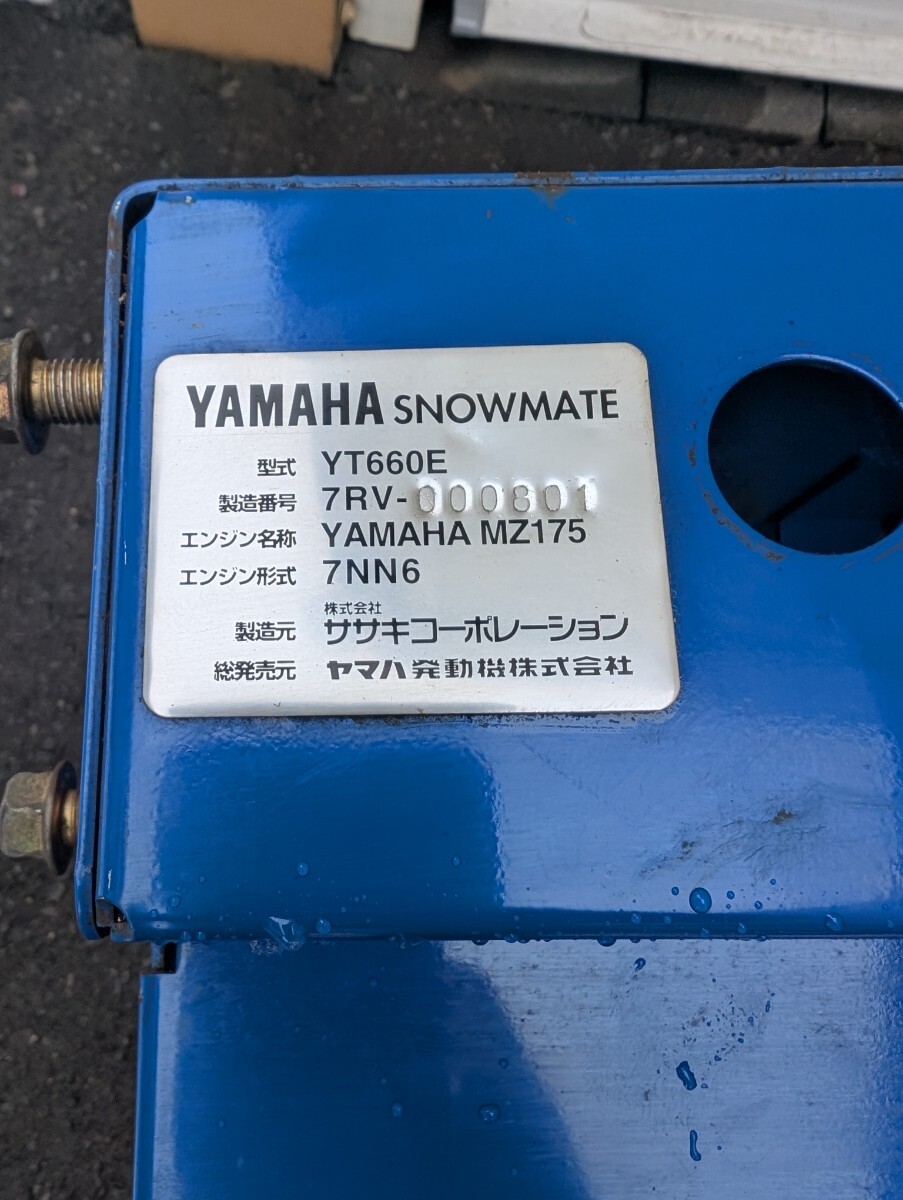 YAMAHA SNOWMATE
型式 YT660E
製造番号 7RV-000801
エンジン名称 YAMAHA MZ175
エンジン形式 7NN6
株式会社
製造元 ササキコーポレーション
総発売元 ヤマハ発動機株式会社